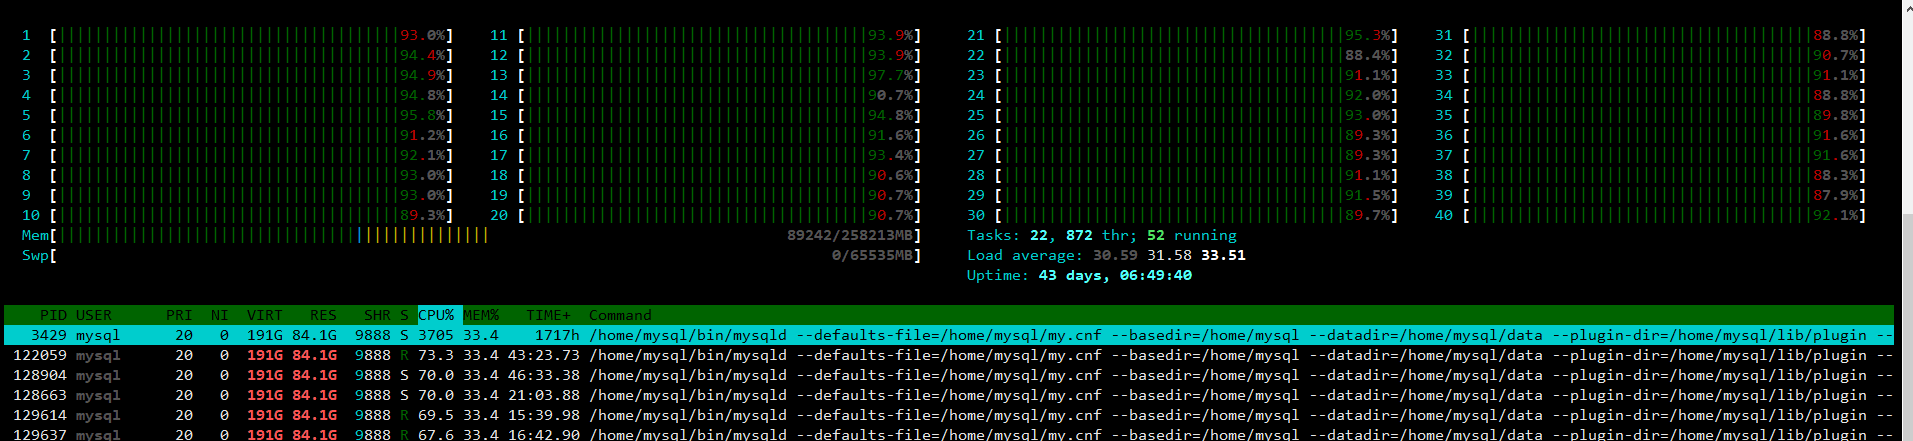 1 [93.0%] 11 [93.9%] 21 [95.3%] 31 [88.8%]
2 [94.4%] 12 [93.9%] 22 [88.4%] 32 [90.7%]
3 [94.9%] 13 [97.7%] 23 [91.1%] 33 [91.1%]
4 [94.8%] 14 [90.7%] 24 [92.0%] 34 [88.8%]
5 [95.8%] 15 [94.8%] 25 [93.0%] 35 [89.8%]
6 [91.2%] 16 [91.6%] 26 [89.3%] 36 [91.6%]
7 [92.1%] 17 [93.4%] 27 [89.3%] 37 [91.6%]
8 [93.0%] 18 [90.6%] 28 [91.1%] 38 [88.3%]
9 [93.0%] 19 [90.7%] 29 [91.5%] 39 [87.9%]
10 [89.3%] 20 [90.7%] 30 [89.7%] 40 [92.1%]
Mem[89242/258213MB] Tasks: 22, 872 thr; 52 running
Swp[0/65535MB] Load average: 30.59 31.58 33.51
Uptime: 43 days, 06:49:40
PID USER PRI NI VIRT RES SHR S CPU% MEM% TIME+ Command
3429 mysql 20 0 191G 84.1G 9888 S 3705 33.4 1717h /home/mysql/bin/mysqld --defaults-file=/home/mysql/my.cnf --basedir=/home/mysql --datadir=/home/mysql/data --plugin-dir=/home/mysql/lib/plugin --
122059 mysql 20 0 191G 84.1G 9888 R 73.3 33.4 43:23.73 /home/mysql/bin/mysqld --defaults-file=/home/mysql/my.cnf --basedir=/home/mysql --datadir=/home/mysql/data --plugin-dir=/home/mysql/lib/plugin --
128904 mysql 20 0 191G 84.1G 9888 S 70.0 33.4 46:33.38 /home/mysql/bin/mysqld --defaults-file=/home/mysql/my.cnf --basedir=/home/mysql --datadir=/home/mysql/data --plugin-dir=/home/mysql/lib/plugin --
128663 mysql 20 0 191G 84.1G 9888 S 70.0 33.4 21:03.88 /home/mysql/bin/mysqld --defaults-file=/home/mysql/my.cnf --basedir=/home/mysql --datadir=/home/mysql/data --plugin-dir=/home/mysql/lib/plugin --
129614 mysql 20 0 191G 84.1G 9888 R 69.5 33.4 15:39.98 /home/mysql/bin/mysqld --defaults-file=/home/mysql/my.cnf --basedir=/home/mysql --datadir=/home/mysql/data --plugin-dir=/home/mysql/lib/plugin --
129637 mysql 20 0 191G 84.1G 9888 R 67.6 33.4 16:42.90 /home/mysql/bin/mysqld --defaults-file=/home/mysql/my.cnf --basedir=/home/mysql --datadir=/home/mysql/data --plugin-dir=/home/mysql/lib/plugin --